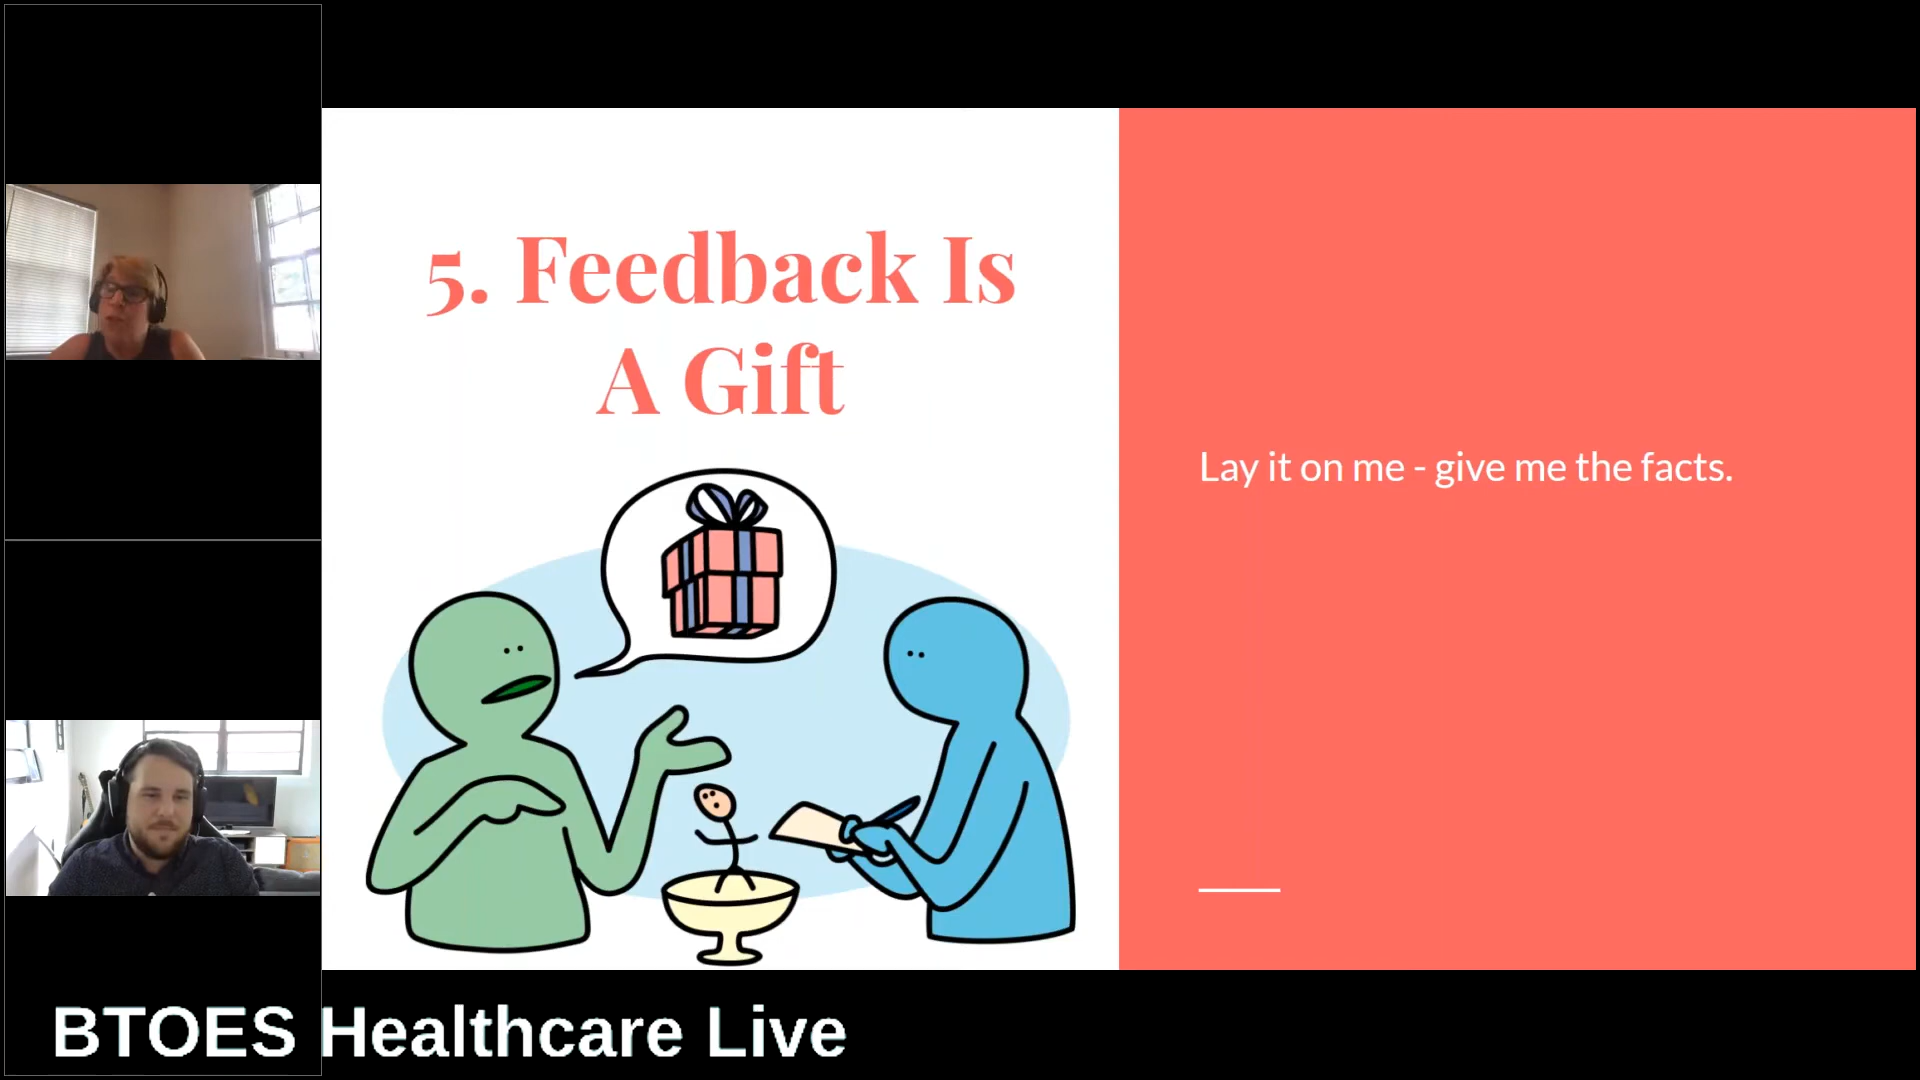 5. Feedback Is
A Gift
Lay it on me - give me the facts.
BTOES Healthcare Live